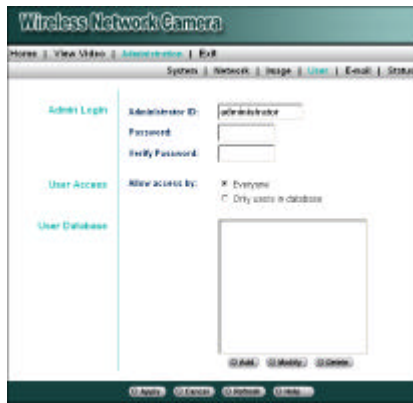 Wireless Network Camera
Home | View Video | Administration | Exit
System | Network | Image | User | E-mail | Status
Admin Login
Administrator ID: administrator
Password:
Verify Password:
User Access
Allow access by: Everyone
Only users in database
User Database
Add Modify Delete
Apply Cancel Refresh Help